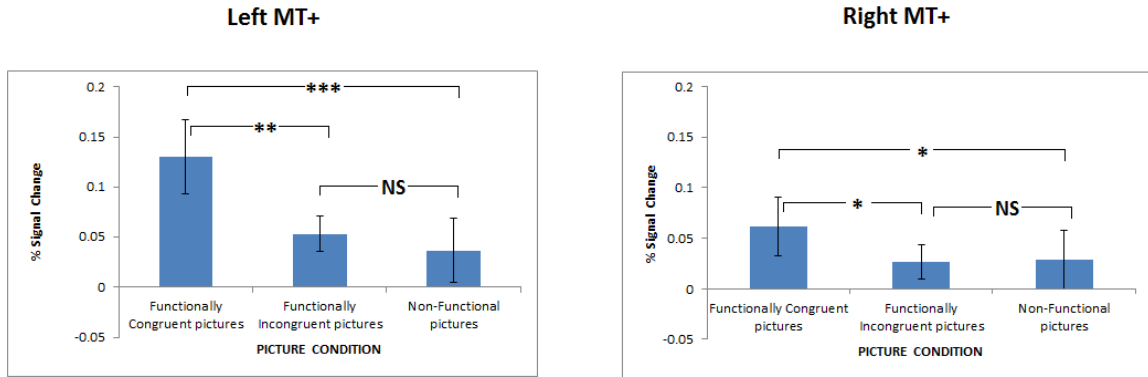 Left MT+
0.2
0.15
0.1
0.05
0
-0.05
% Signal Change
***
**
NS
Functionally
Congruent pictures
Functionally
Incongruent pictures
Non-Functional
pictures
PICTURE CONDITION
Right MT+
0.2
0.15
0.1
0.05
0
-0.05
% Signal Change
*
*
NS
Functionally Congruent
pictures
Functionally
Incongruent pictures
Non-Functional
pictures
PICTURE CONDITION